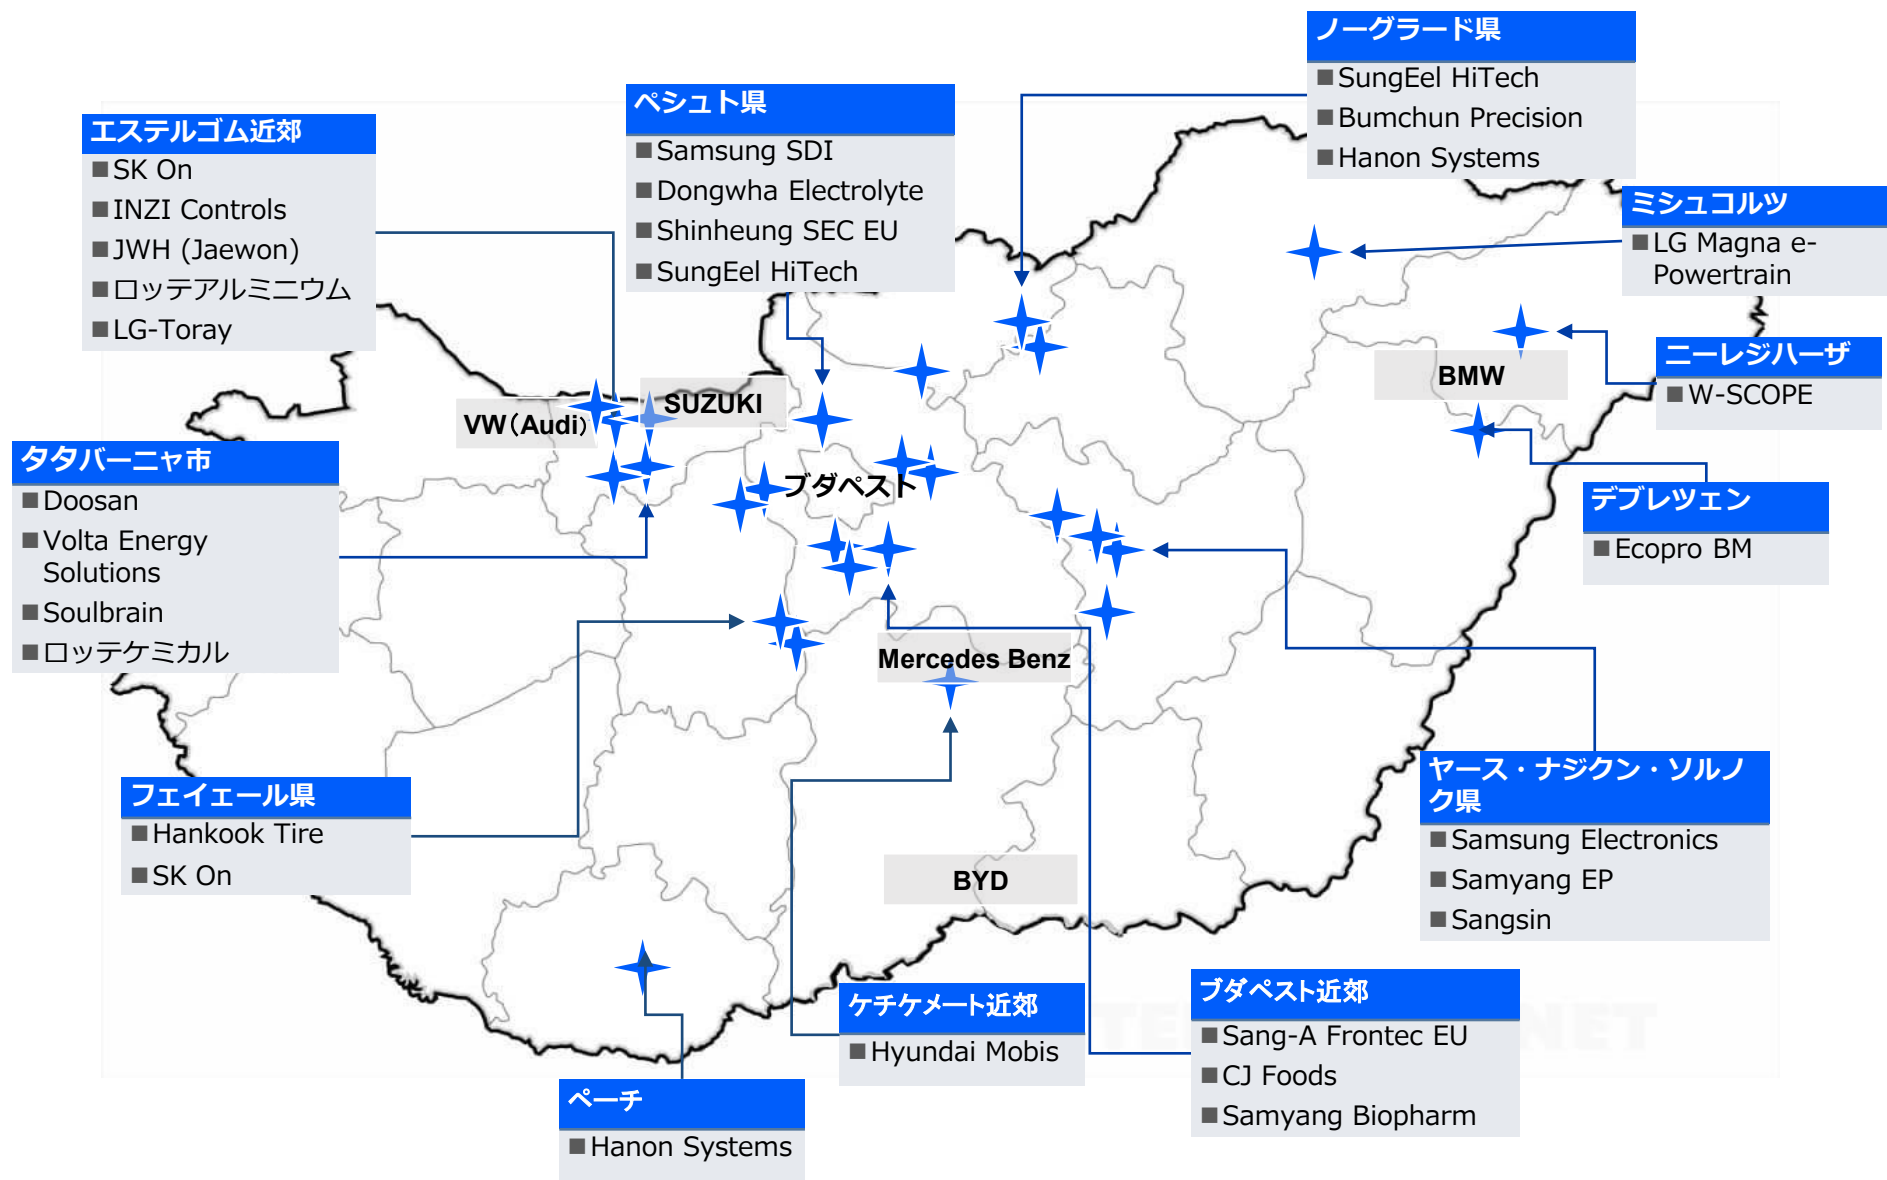 ノーグラード県
■SungEel HiTech
■Bumchun Precision
■Hanon Systems
ペシュト県
■Samsung SDI
■Dongwha Electrolyte
■Shinheung SEC EU
■SungEel HiTech
エステルゴム近郊
■SK On
■INZI Controls
■JWH (Jaewon)
■ロッテアルミニウム
■LG-Toray
ミシュコルツ
■LG Magna e-
Powertrain
ニーレジハーザ
■W-SCOPE
BMW
SUZUKI
VW（Audi）
タタバーニャ市
■Doosan
■Volta Energy
Solutions
■Soulbrain
■ロッテケミカル
ブダペスト
デブレツェン
■Ecopro BM
Mercedes Benz
フェイェール県
■Hankook Tire
■SK On
ヤース・ナジクン・ソルノ
ク県
■Samsung Electronics
■Samyang EP
■Sangsin
BYD
ケチケメート近郊
■Hyundai Mobis
ブダペスト近郊
■Sang-A Frontec EU
■CJ Foods
■Samyang Biopharm
ペーチ
■Hanon Systems